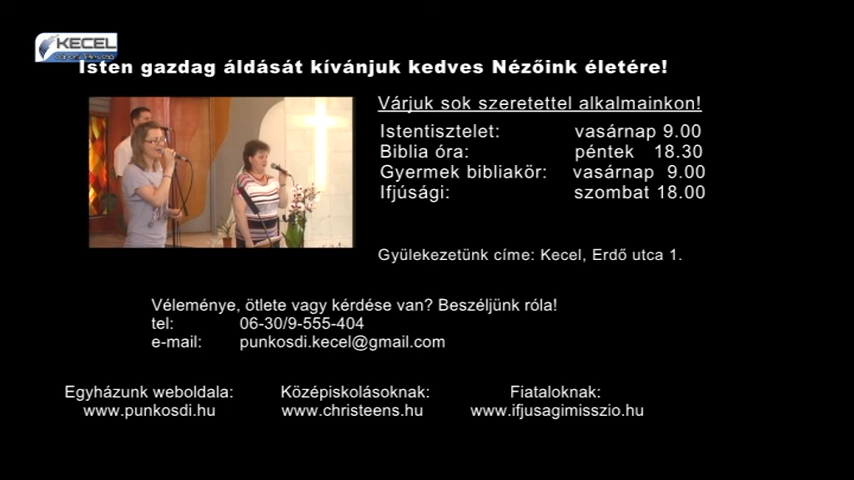 KECEL
Isten gazdag áldását kívánjuk kedves Nézőink életére!
Várjuk sok szeretettel alkalmainkon!
Istentisztelet: vasárnap 9.00
Biblia óra: péntek 18.30
Gyermek bibliakör: vasárnap 9.00
Ifjúsági: szombat 18.00
Gyülekezetünk címe: Kecel, Erdő utca 1.
Véleménye, ötlete vagy kérdése van? Beszéljünk róla!
tel: 06-30/9-555-404
e-mail: punkosdi.kecel@gmail.com
Egyházunk weboldala: Középiskolásoknak: Fiataloknak:
www.punkosdi.hu www.christeens.hu www.ifjusagimisszio.hu